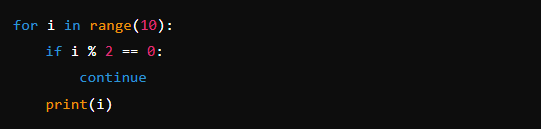 for i in range(10):
    if i % 2 == 0:
        continue
    print(i)